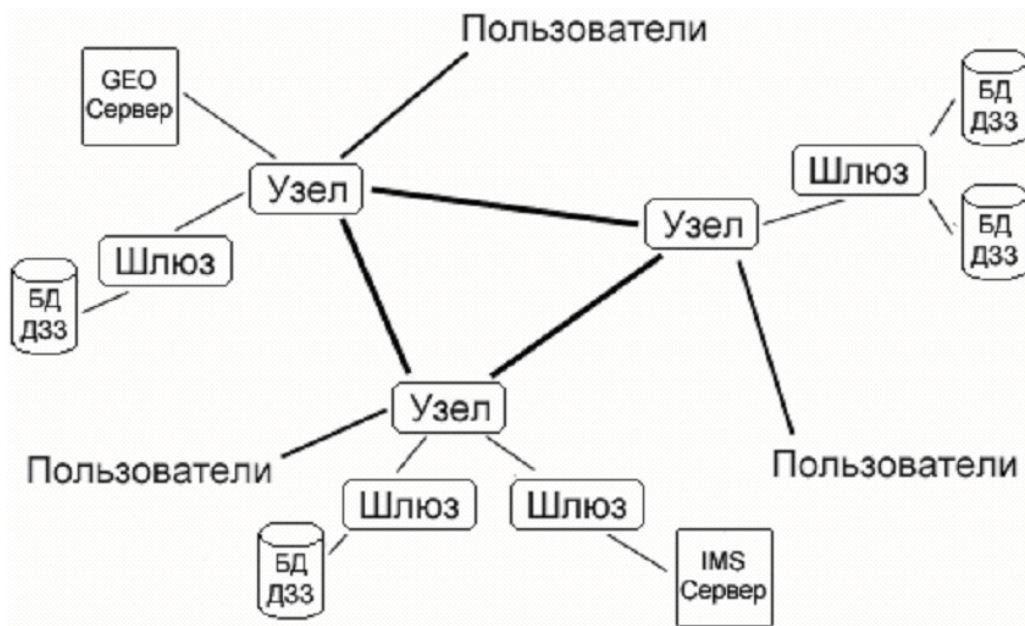 Пользователи
GEO
Сервер
БД
ДЗЗ
Шлюз
Узел
БД
ДЗЗ
Узел
Шлюз
БД
ДЗЗ
Узел
Пользователи
Пользователи
Шлюз
Шлюз
БД
ДЗЗ
IMS
Сервер